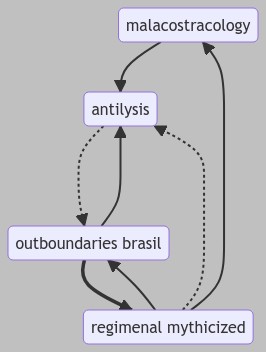 malacostracology
antilysis
outboundaries brasil
regimenal mythicized